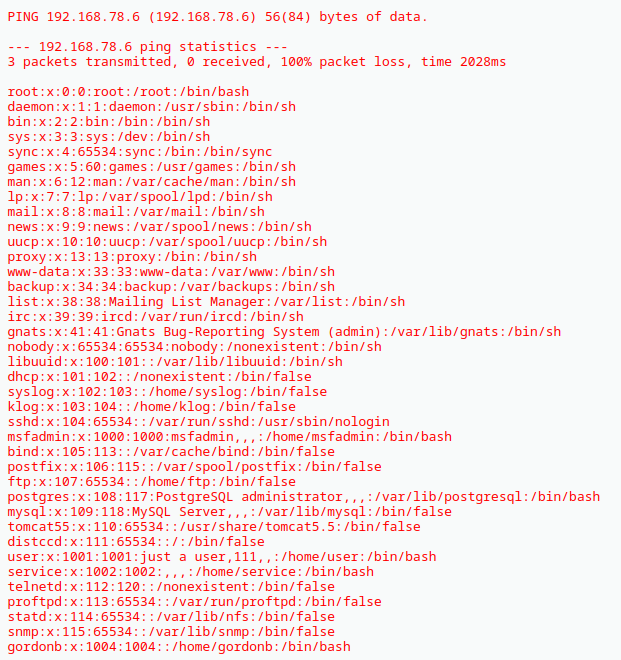 PING 192.168.78.6 (192.168.78.6) 56(84) bytes of data.
--- 192.168.78.6 ping statistics ---
3 packets transmitted, 0 received, 100% packet loss, time 2028ms
root:x:0:0:root:/root:/bin/bash
daemon:x:1:1:daemon:/usr/sbin:/bin/sh
bin:x:2:2:bin:/bin:/bin/sh
sys:x:3:3:sys:/dev:/bin/sh
sync:x:4:65534:sync:/bin:/bin/sync
games:x:5:60:games:/usr/games:/bin/sh
man:x:6:12:man:/var/cache/man:/bin/sh
lp:x:7:7:lp:/var/spool/lpd:/bin/sh
mail:x:8:8:mail:/var/mail:/bin/sh
news:x:9:9:news:/var/spool/news:/bin/sh
uucp:x:10:10:uucp:/var/spool/uucp:/bin/sh
proxy:x:13:13:proxy:/bin:/bin/sh
www-data:x:33:33:www-data:/var/www:/bin/sh
backup:x:34:34:backup:/var/backups:/bin/sh
list:x:38:38:Mailing List Manager:/var/list:/bin/sh
irc:x:39:39:ircd:/var/run/ircd:/bin/sh
gnats:x:41:41:Gnats Bug-Reporting System (admin):/var/lib/gnats:/bin/sh
nobody:x:65534:65534:nobody:/nonexistent:/bin/sh
libuuid:x:100:101::/var/lib/libuuid:/bin/sh
dhcp:x:101:102::/nonexistent:/bin/false
syslog:x:102:103::/home/syslog:/bin/false
klog:x:103:104::/home/klog:/bin/false
sshd:x:104:65534::/var/run/sshd:/usr/sbin/nologin
msfadmin:x:1000:1000:msfadmin,,,:/home/msfadmin:/bin/bash
bind:x:105:113::/var/cache/bind:/bin/false
postfix:x:106:115::/var/spool/postfix:/bin/false
ftp:x:107:65534::/home/ftp:/bin/false
postgres:x:108:117:PostgreSQL administrator,,,:/var/lib/postgresql:/bin/bash
mysql:x:109:118:MySQL Server,,,:/var/lib/mysql:/bin/false
tomcat55:x:110:65534::/usr/share/tomcat5.5:/bin/false
distccd:x:111:65534::/:/bin/false
user:x:1001:1001:just a user,111,,:/home/user:/bin/bash
service:x:1002:1002:,,,:/home/service:/bin/bash
telnetd:x:112:120::/nonexistent:/bin/false
proftpd:x:113:65534::/var/run/proftpd:/bin/false
statd:x:114:65534::/var/lib/nfs:/bin/false
snmp:x:115:65534::/var/lib/snmp:/bin/false
gordonb:x:1004:1004::/home/gordonb:/bin/bash